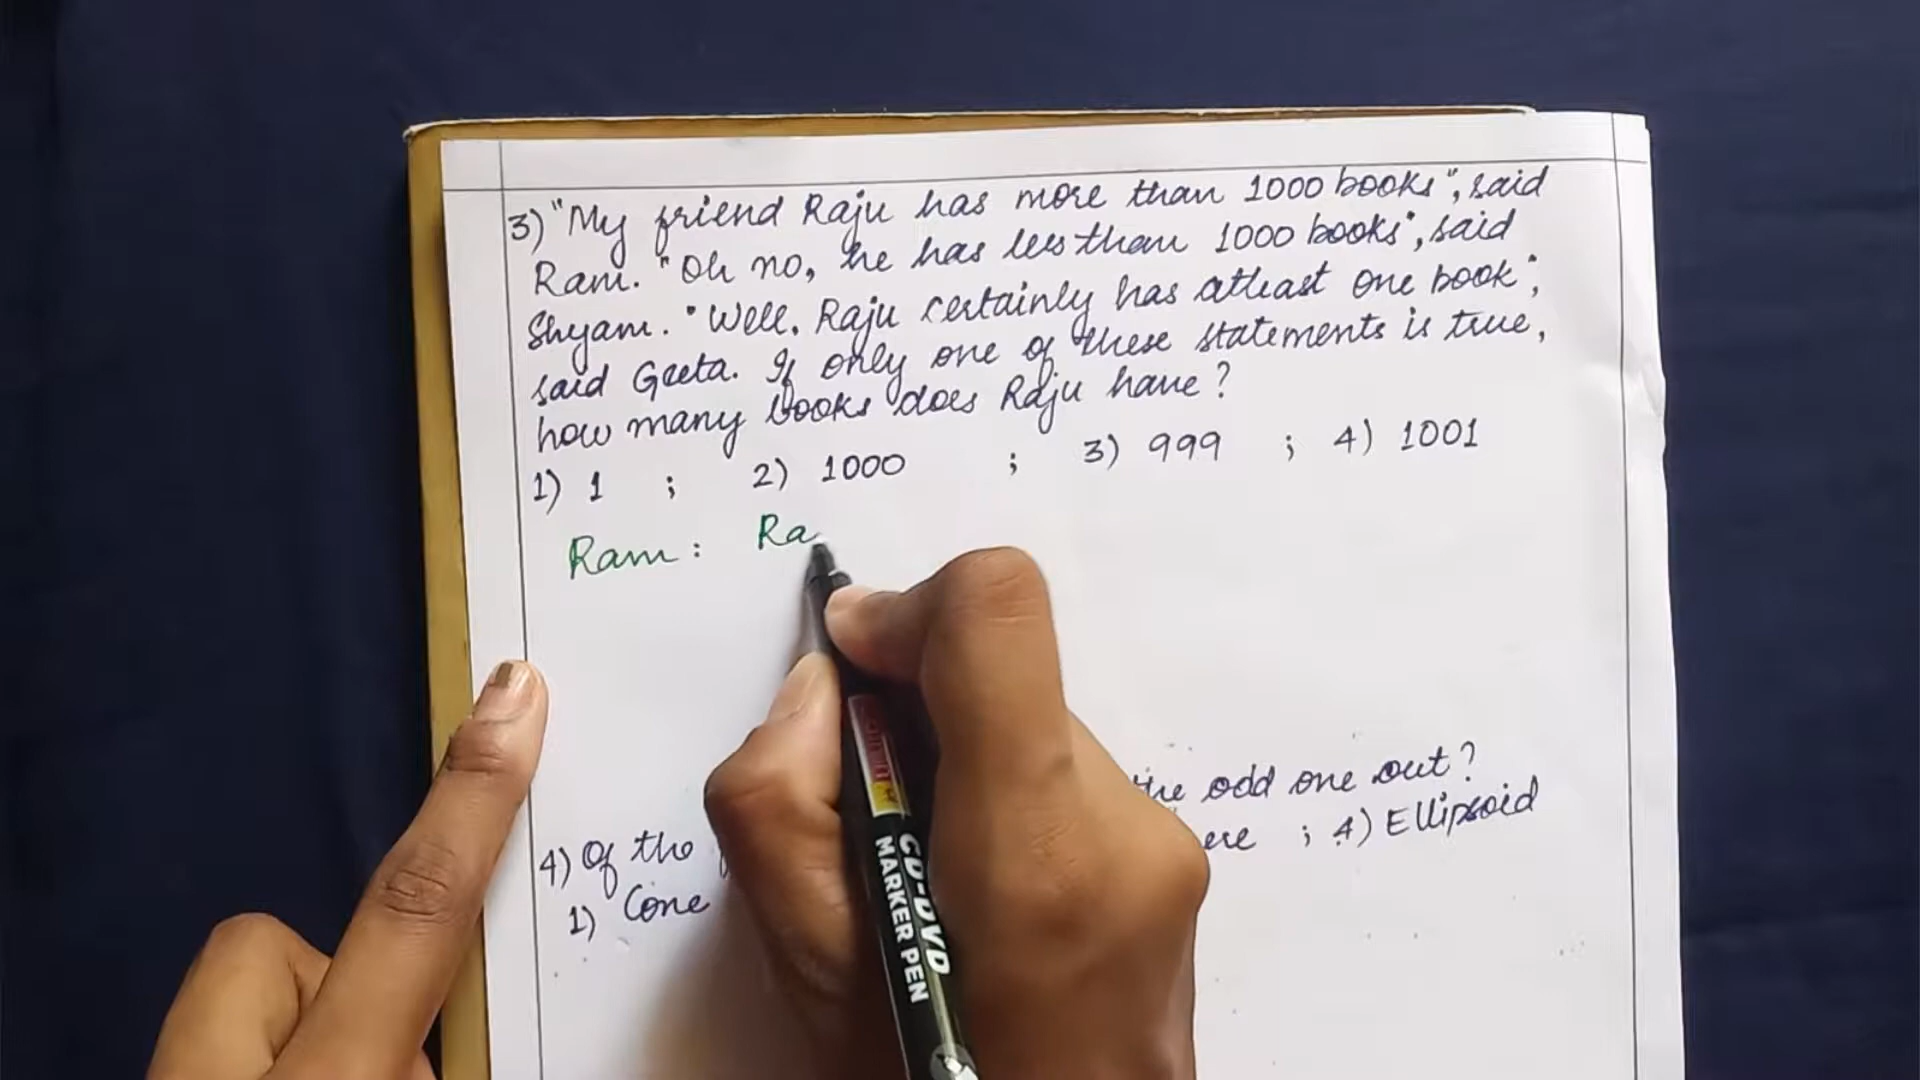 3) "My friend Raju has more than 1000 books", said
Ram. "Oh no, he has less than 1000 books", said
Shyam. "Well, Raju certainly has atleast one book",
said Geeta. If only one of these statements is true,
how many books does Raju have?
1) 1 ; 2) 1000 ; 3) 999 ; 4) 1001
Ram: Ra
the odd one out?
4) Of the
ere ; 4) Ellipsoid
1) Cone
CD-DVD
MARKER PEN